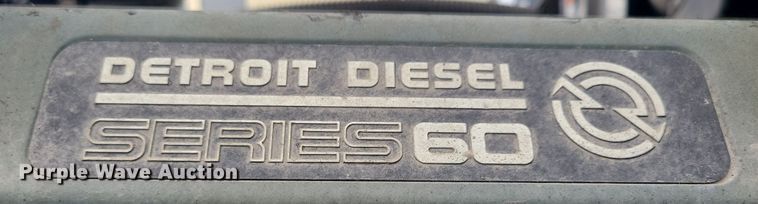 DETROIT DIESEL
SERIES 60
Purple Wave Auction